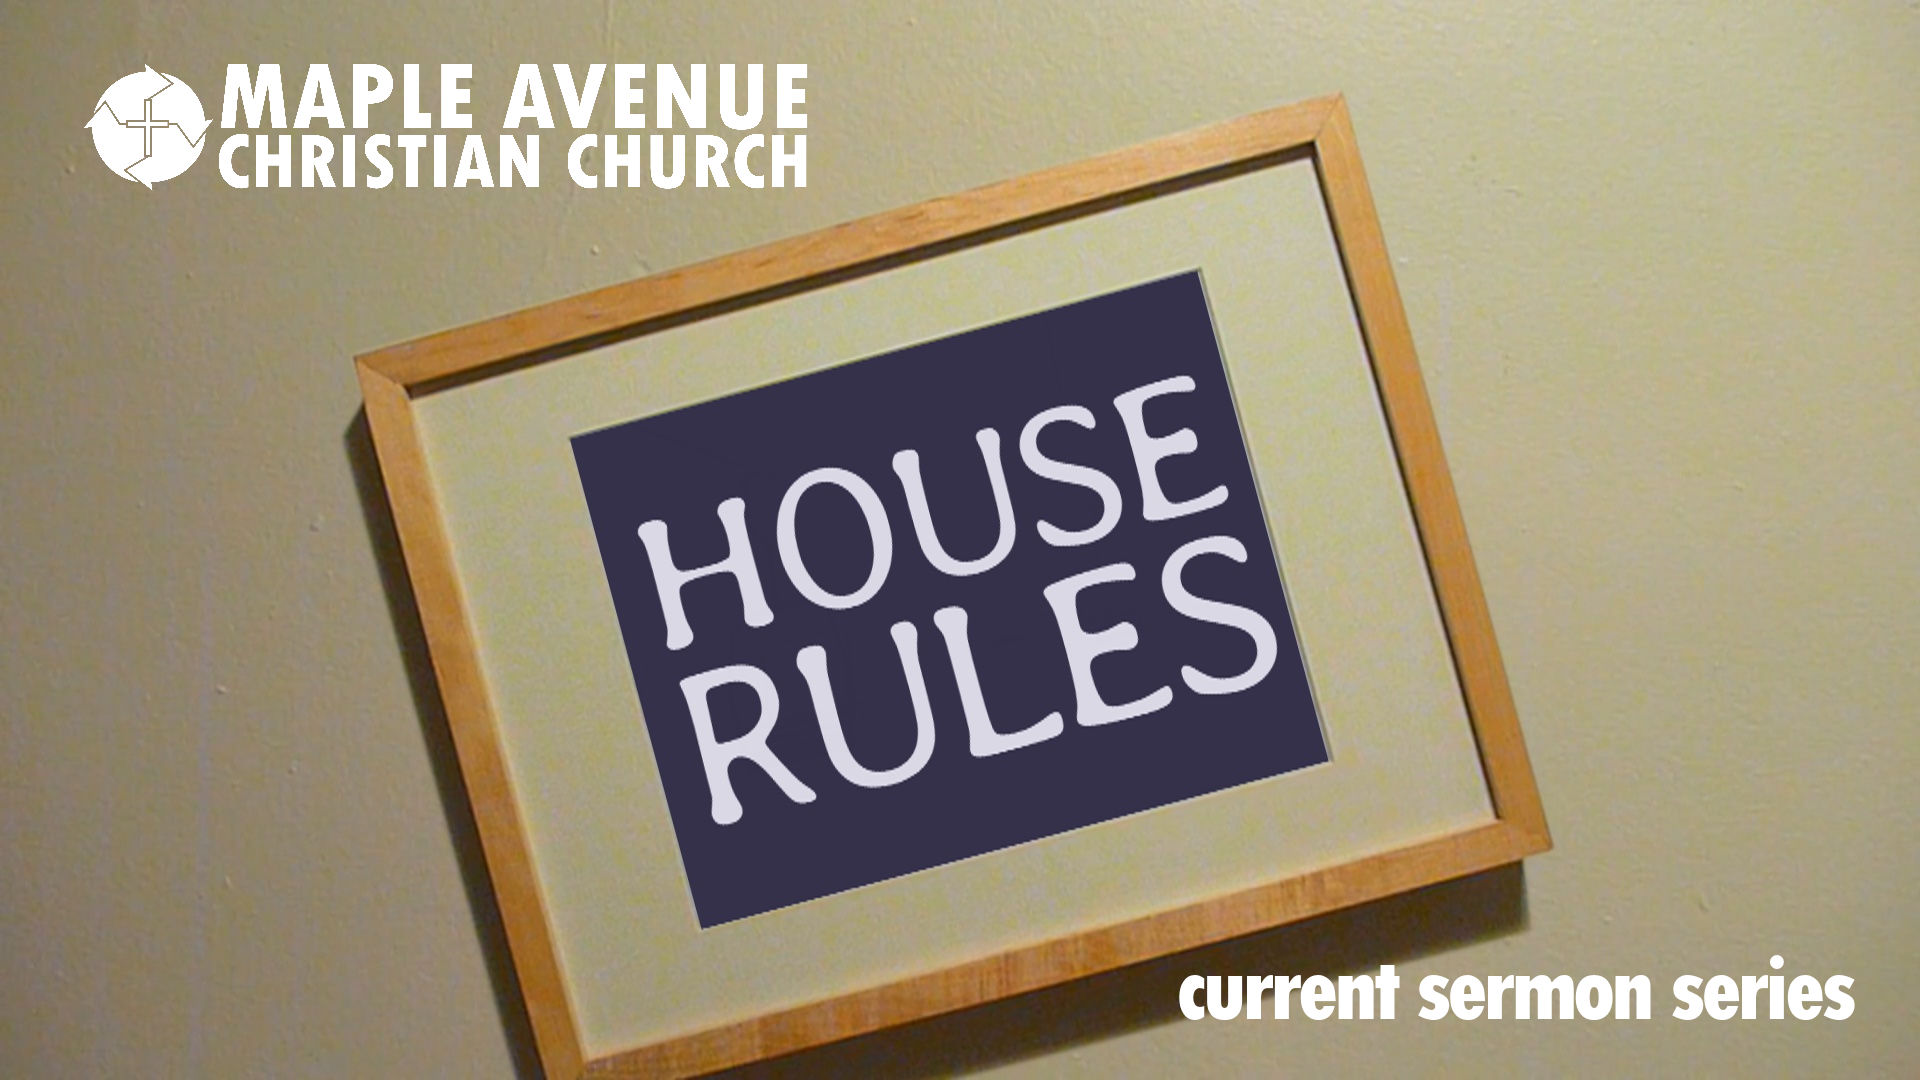 MAPLE AVENUE
CHRISTIAN CHURCH
HOUSE
RULES
current sermon series